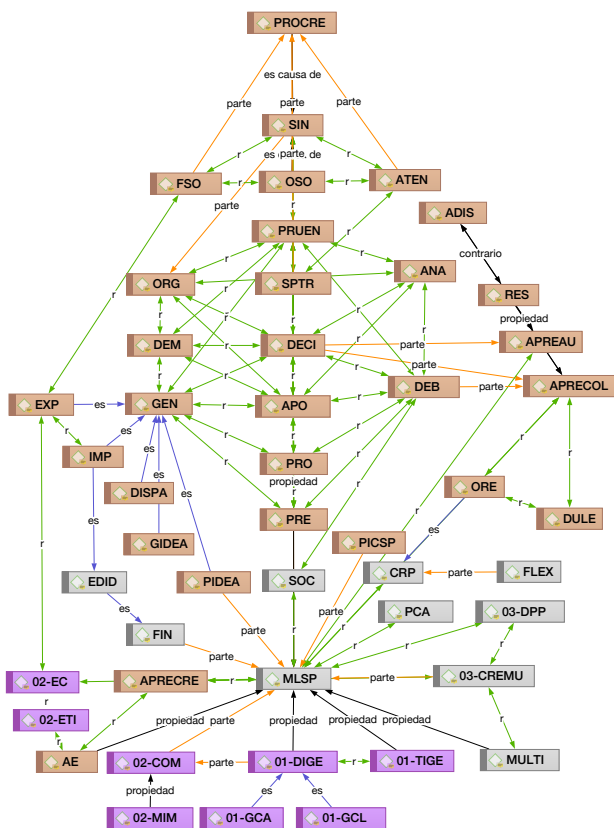 PROCRE
es causa de
parte
parte
parte
SIN
r
es parte, de
r
FSO
r
OSO
r
ATEN
parte
r
r
ADIS
PRUEN
contrario
r
r
ANA
ORG
SPTR
RES
r
propiedad
r
r
r
r
r
r
DEM
r
DECI
parte
APREAU
r
r
r
parte
DEB
parte
APRECOL
EXP
es
GEN
r
APO
r
r
es
r
r
r
IMP
PRO
r
es
propiedad
ORE
DISPA
es
r
r
r
r
PRE
r
DULE
GIDEA
es
PICSP
es
r
EDID
PIDEA
SOC
r
CRP
parte
FLEX
es
PCA
03-DPP
FIN
parte
parte
r
r
r
r
parte
r
02-EC
APRECRE
r
MLSP
parte
03-CREMU
r
02-ETI
propiedad
parte
propiedad
propiedad
propiedad
r
r
r
AE
02-COM
parte
01-DIGE
r
01-TIGE
MULTI
propiedad
es
es
02-MIM
01-GCA
01-GCL